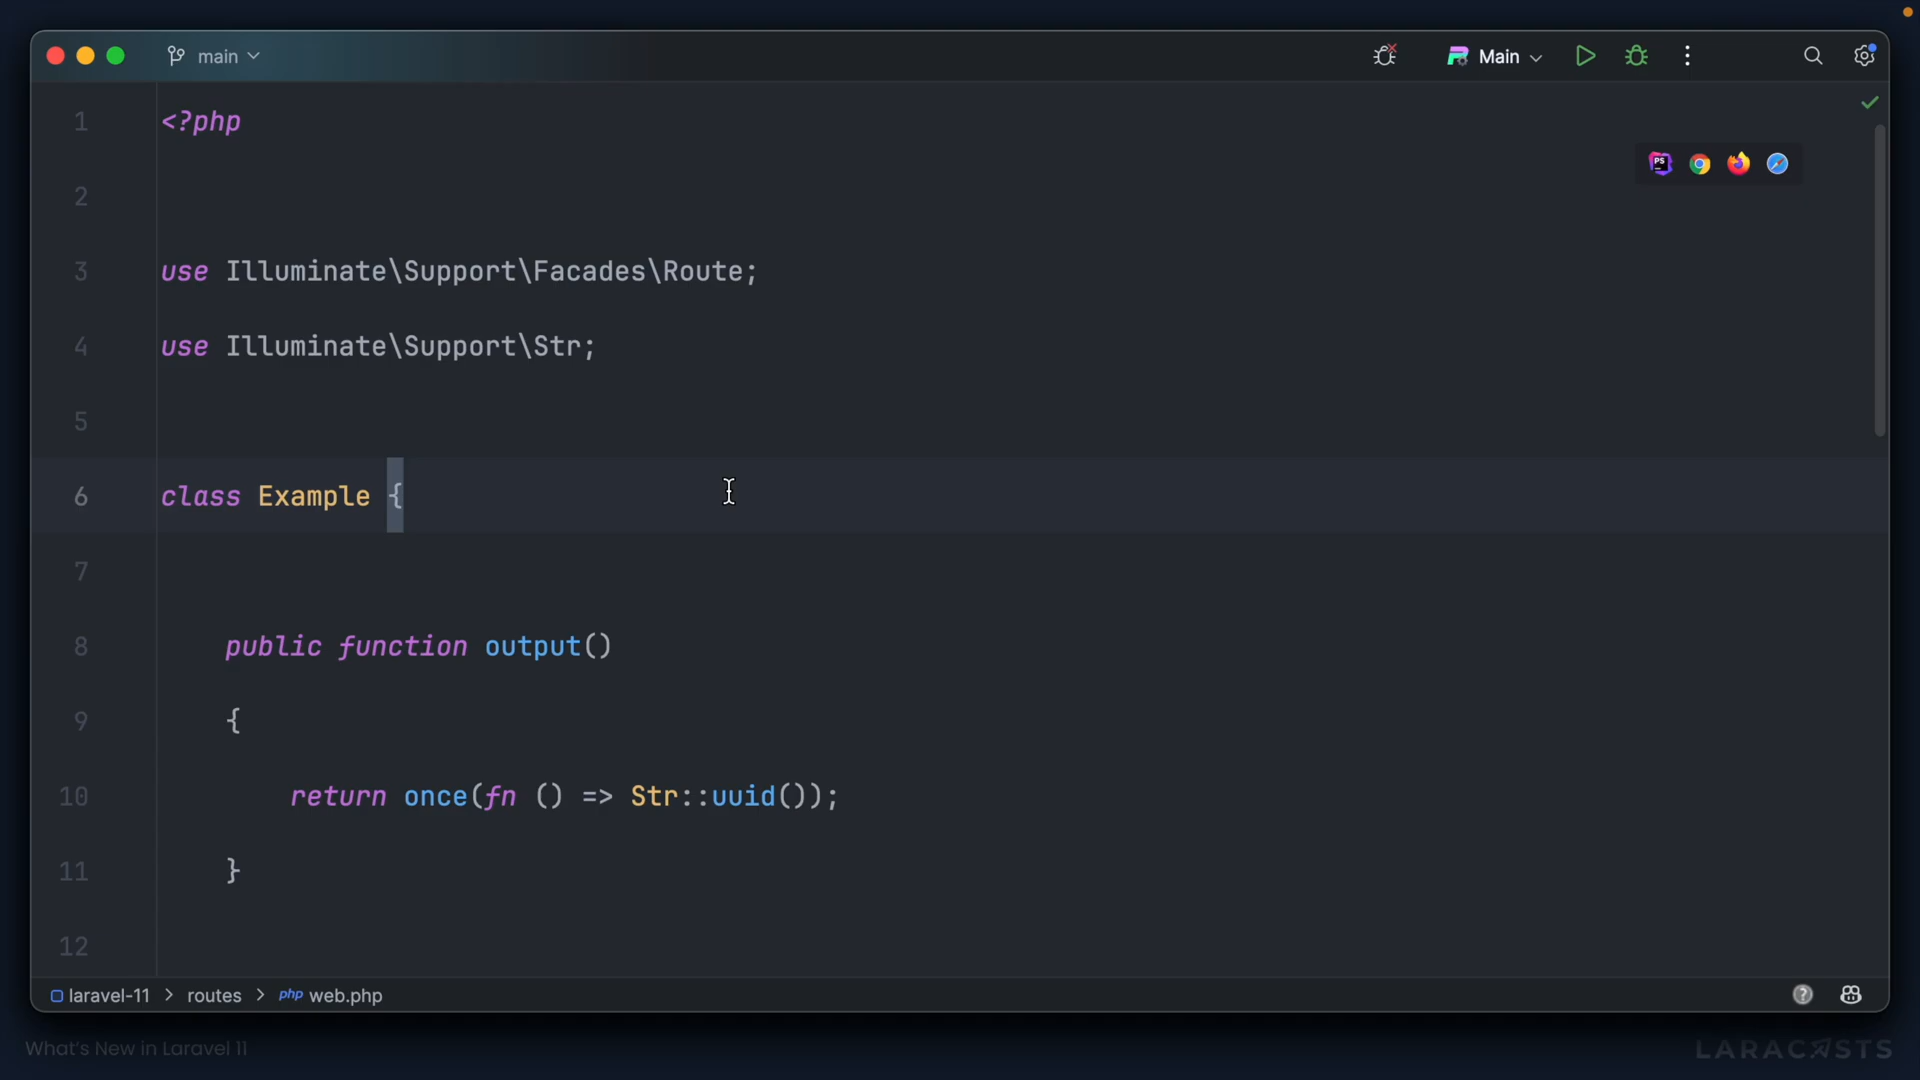 main
Main
1 <?php
2
3 use Illuminate\Support\Facades\Route;
4 use Illuminate\Support\Str;
5
6 class Example {
7
8 public function output()
9 {
10 return once(fn () => Str::uuid());
11 }
12
PS
laravel-11 > routes > php web.php
What's New in Laravel 11
LARACASTS